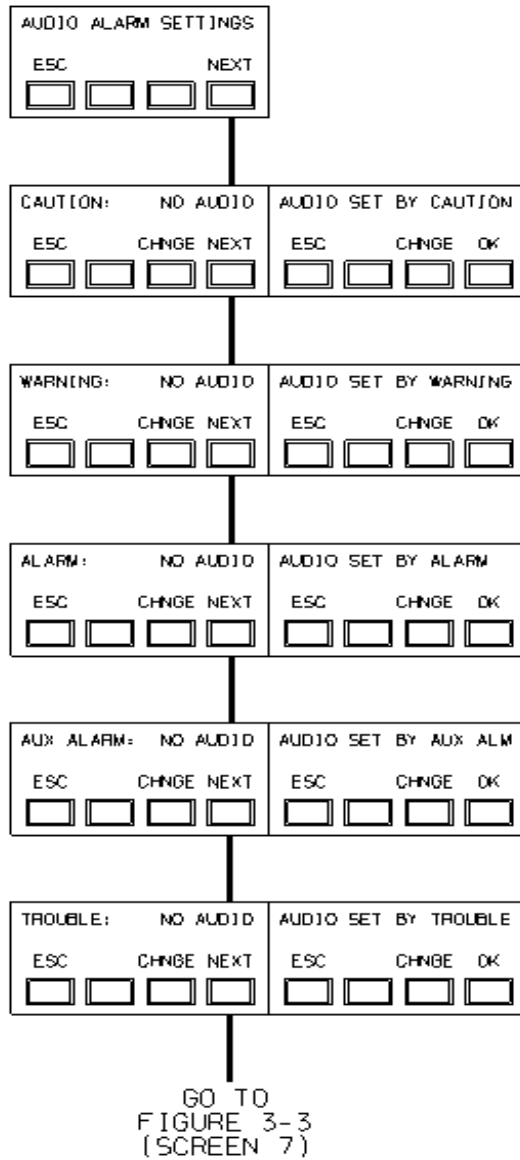 AUDIO ALARM SETTINGS
ESC NEXT
CAUTION: NO AUDIO
ESC CHNGE NEXT
AUDIO SET BY CAUTION
ESC CHNGE OK
WARNING: NO AUDIO
ESC CHNGE NEXT
AUDIO SET BY WARNING
ESC CHNGE OK
ALARM: NO AUDIO
ESC CHNGE NEXT
AUDIO SET BY ALARM
ESC CHNGE OK
AUX ALARM: NO AUDIO
ESC CHNGE NEXT
AUDIO SET BY AUX ALM
ESC CHNGE OK
TROUBLE: NO AUDIO
ESC CHNGE NEXT
AUDIO SET BY TROUBLE
ESC CHNGE OK
GO TO
FIGURE 3-3
(SCREEN 7)